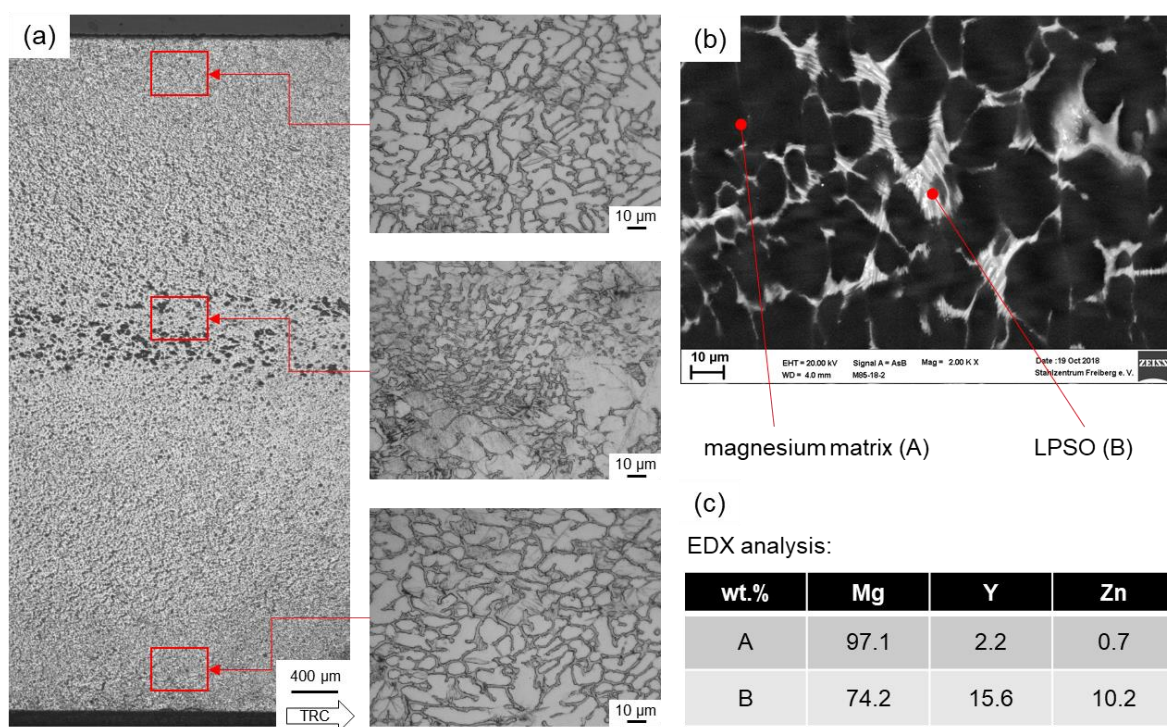 (a)
10 µm
10 µm
10 µm
400 µm
TRC
(b)
10 µm
EHT = 20.00 kV
Signal A = AsB
Mag = 2.00 K X
Date :19 Oct 2018
ZEISS
WD = 4.0 mm
M85-18-2
Stahlzentrum Freiberg e. V.
magnesium matrix (A)
LPSO (B)
(c)
EDX analysis:
wt.% Mg Y Zn
A 97.1 2.2 0.7
B 74.2 15.6 10.2